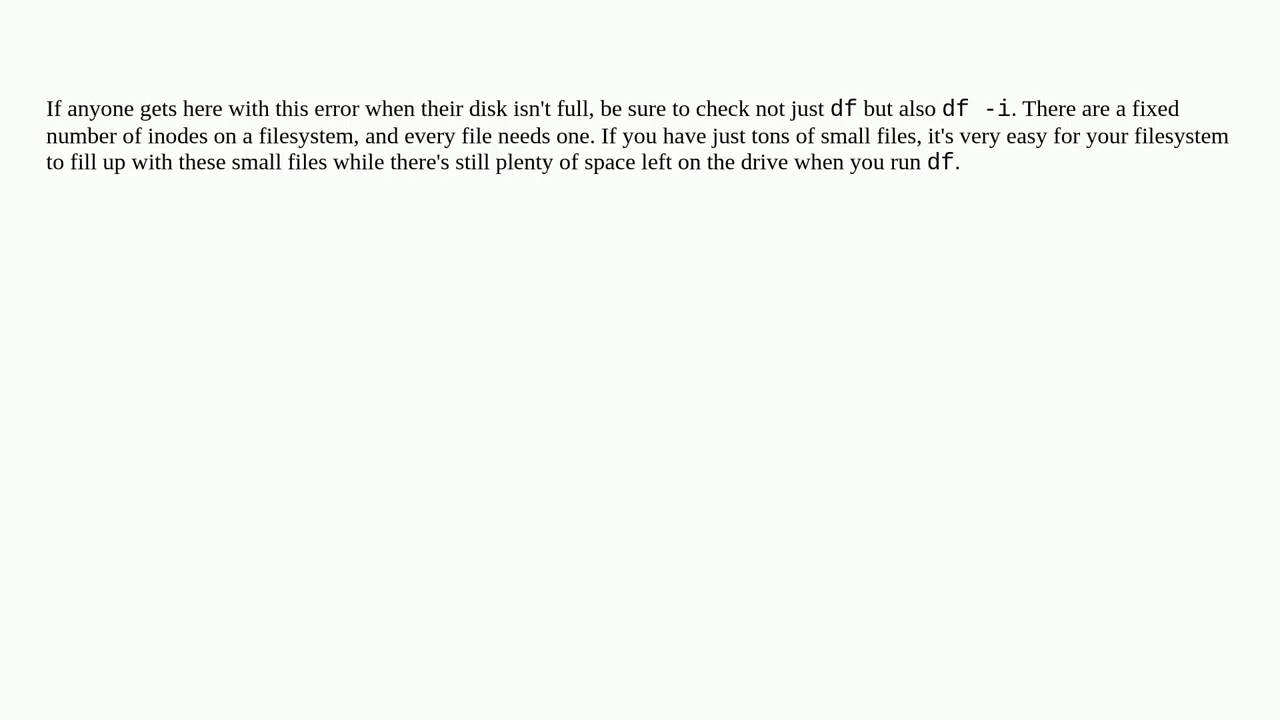 If anyone gets here with this error when their disk isn't full, be sure to check not just df but also df -i. There are a fixed
number of inodes on a filesystem, and every file needs one. If you have just tons of small files, it's very easy for your filesystem
to fill up with these small files while there's still plenty of space left on the drive when you run df.